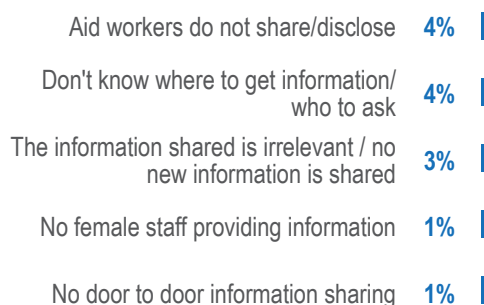 Aid workers do not share/disclose 4%
Don't know where to get information/
who to ask 4%
The information shared is irrelevant / no
new information is shared 3%
No female staff providing information 1%
No door to door information sharing 1%